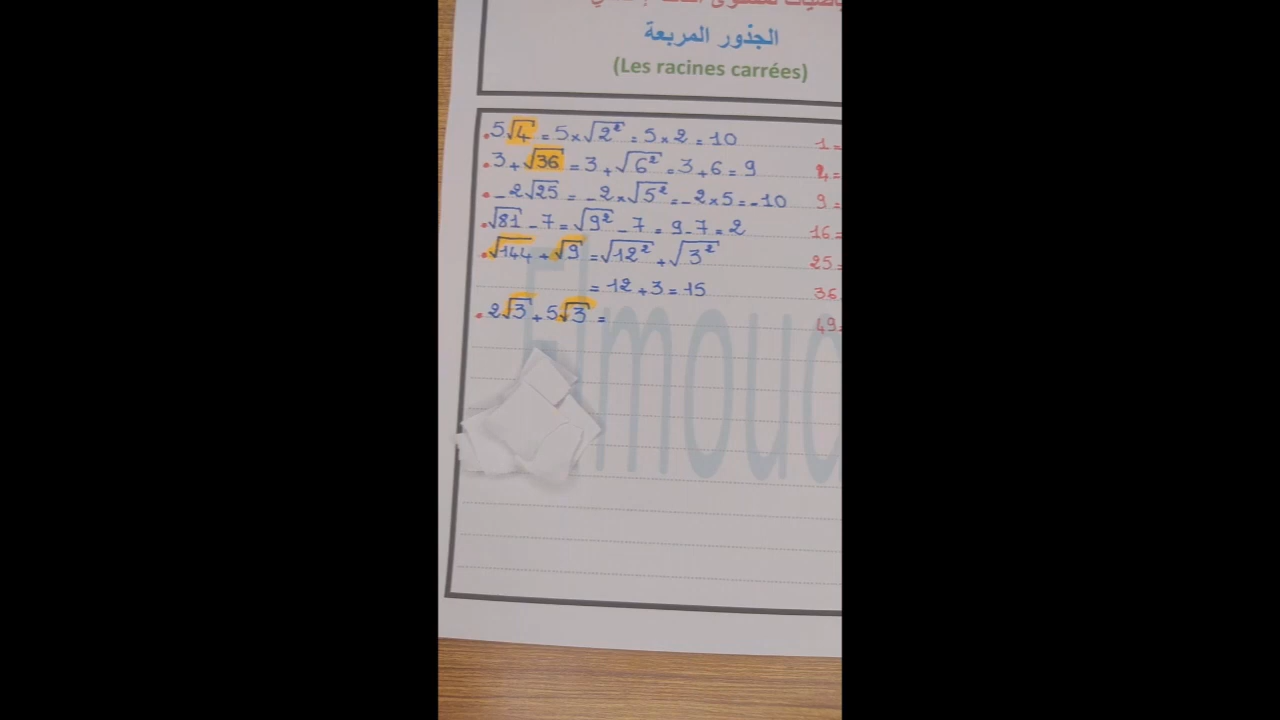 الجذور المربعة
(Les racines carrées)
. 5√4 = 5×√2² = 5×2 = 10
. 3+√36 = 3+√6² = 3+6 = 9
. -2√25 = -2×√5² = -2×5 = -10
. √81 - 7 = √9² - 7 = 9-7 = 2
. √144 + √9 = √12² + √3²
= 12+3 = 15
. 2√3 + 5√3 =
1=
4=
9=
16=
25=
36
49=
Elmoud